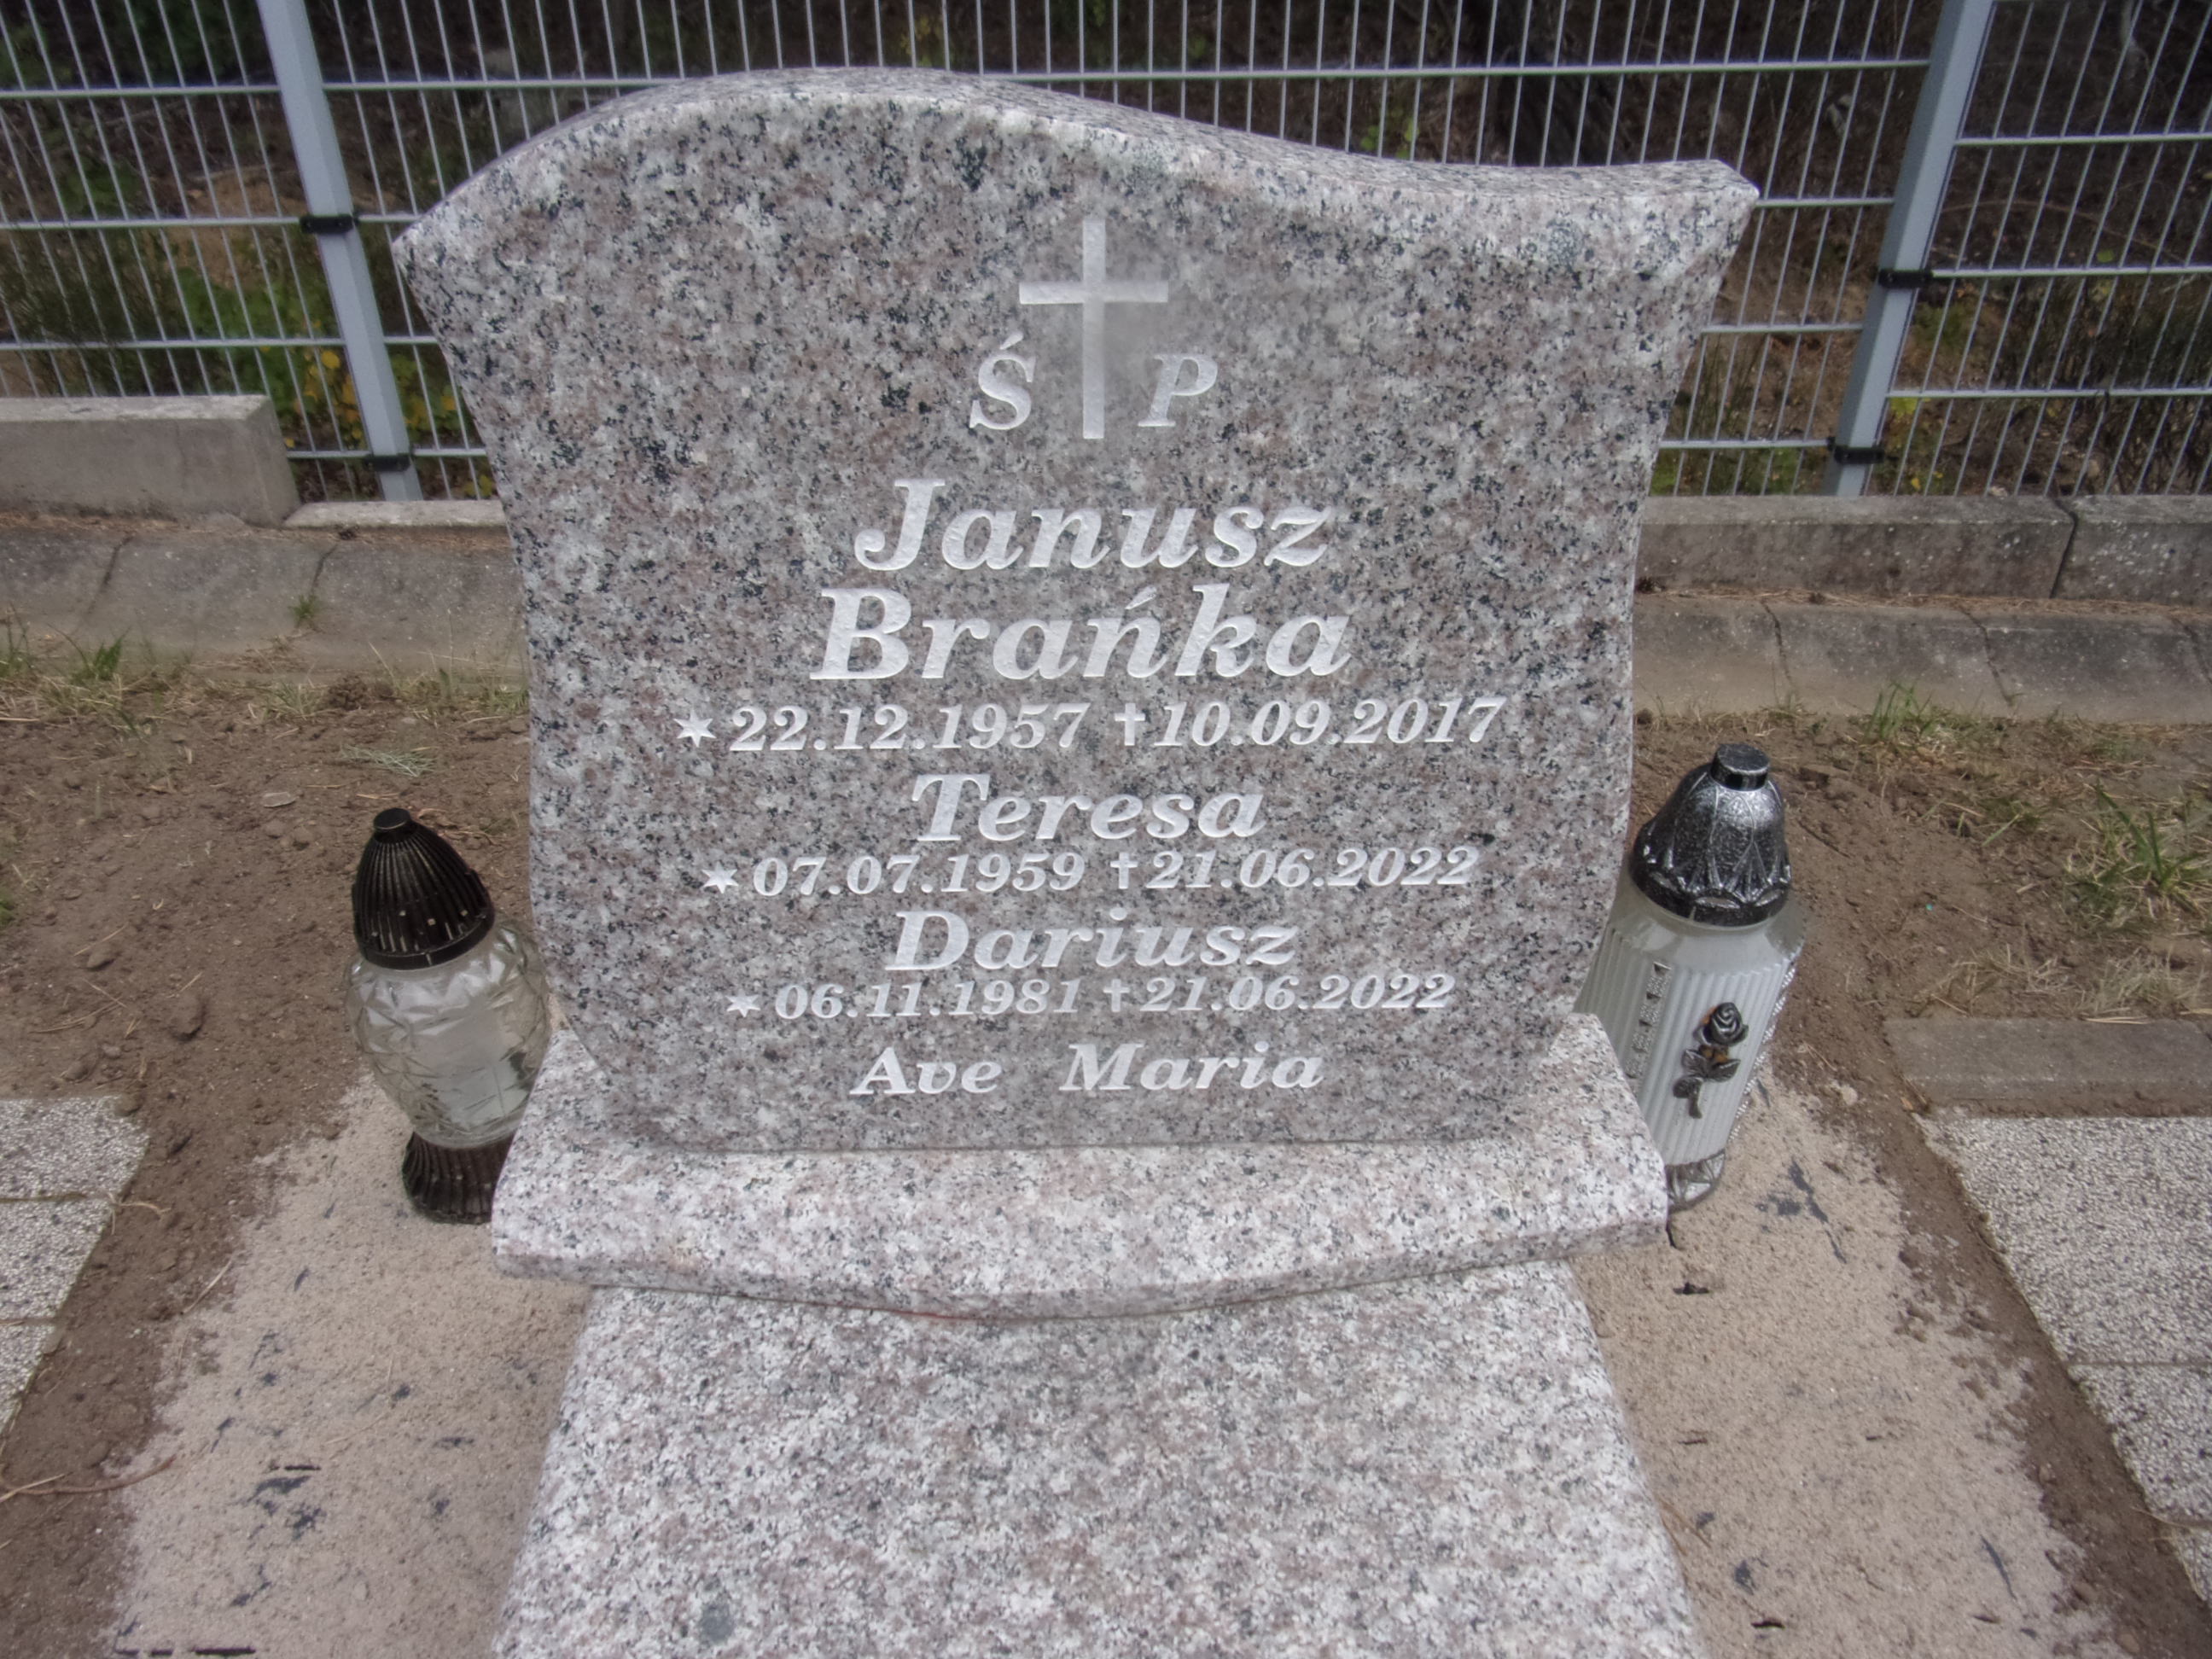 Ś P
Janusz
Brańka
✶22.12.1957 ✝10.09.2017
Teresa
✶07.07.1959 ✝21.06.2022
Dariusz
✶06.11.1981 ✝21.06.2022
Ave Maria